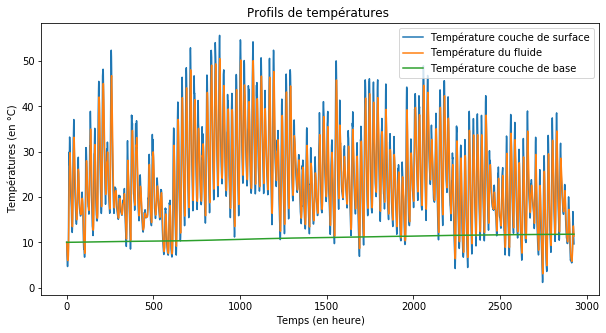 Profils de températures
Températures (en °C)
50
40
30
20
10
0
Température couche de surface
Température du fluide
Température couche de base
0
500
1000
1500
2000
2500
3000
Temps (en heure)